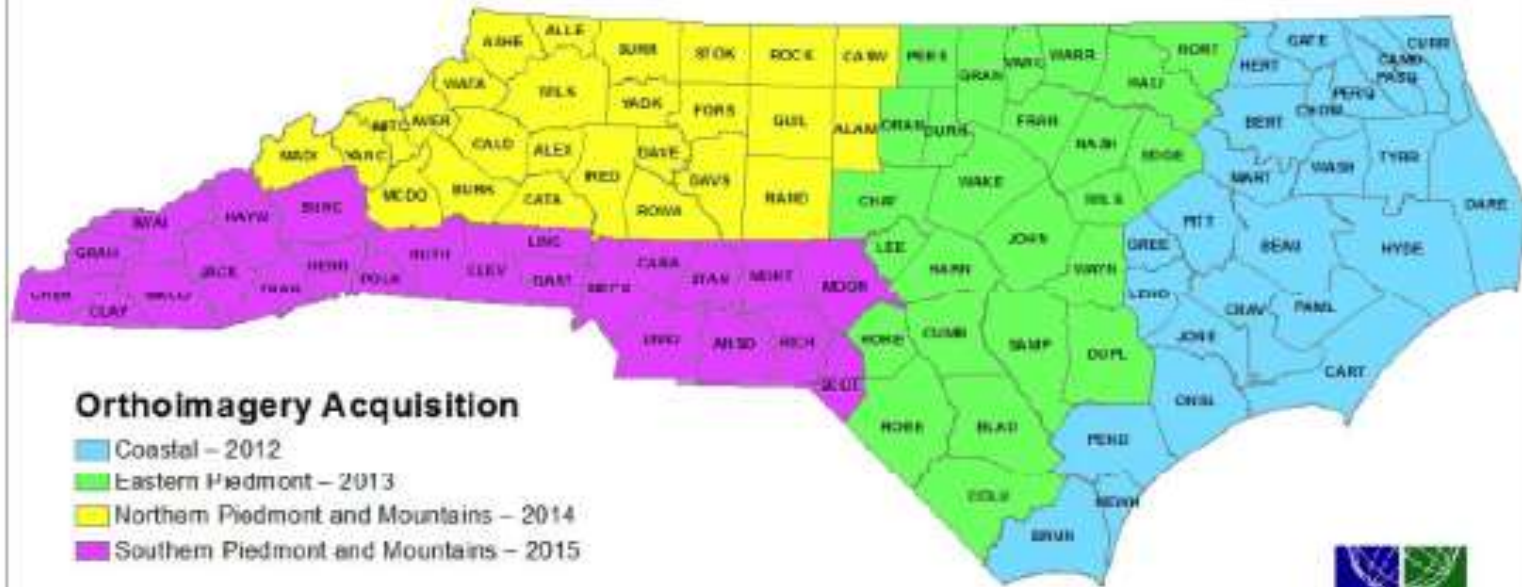 ASHE ALLE SURR STOK ROCK CASW PERS GRAN VANC WARR NORT HERT GATE CURR
CAMD
PASQ
WATA WILK YADK FORS GUIL ALAM ORAN DURH FRAN HALI BERT CHOW PERQ
MITC AVER CALD ALEX DAVE NASH EDGE MART WASH TYRR
MADI YANC MCDO BURK CATA IRED DAVS RAND CHAT WAKE WILS DARE
ROWA PITT
HAYW BUNC LEE JOHN GREE BEAU HYDE
GRAH JACK HEND POLK RUTH CLEV LINC GAST CABA STAN MONT MOOR HARN WAYN
CLAY LENO CRAV PAML
ANSO RICH HOKE CUMB SAMP DUPL JONE CART
SCOT ONSL
ROBE BLAD PEND
COLU BRUN
Orthoimagery Acquisition
Coastal – 2012
Eastern Piedmont – 2013
Northern Piedmont and Mountains – 2014
Southern Piedmont and Mountains – 2015